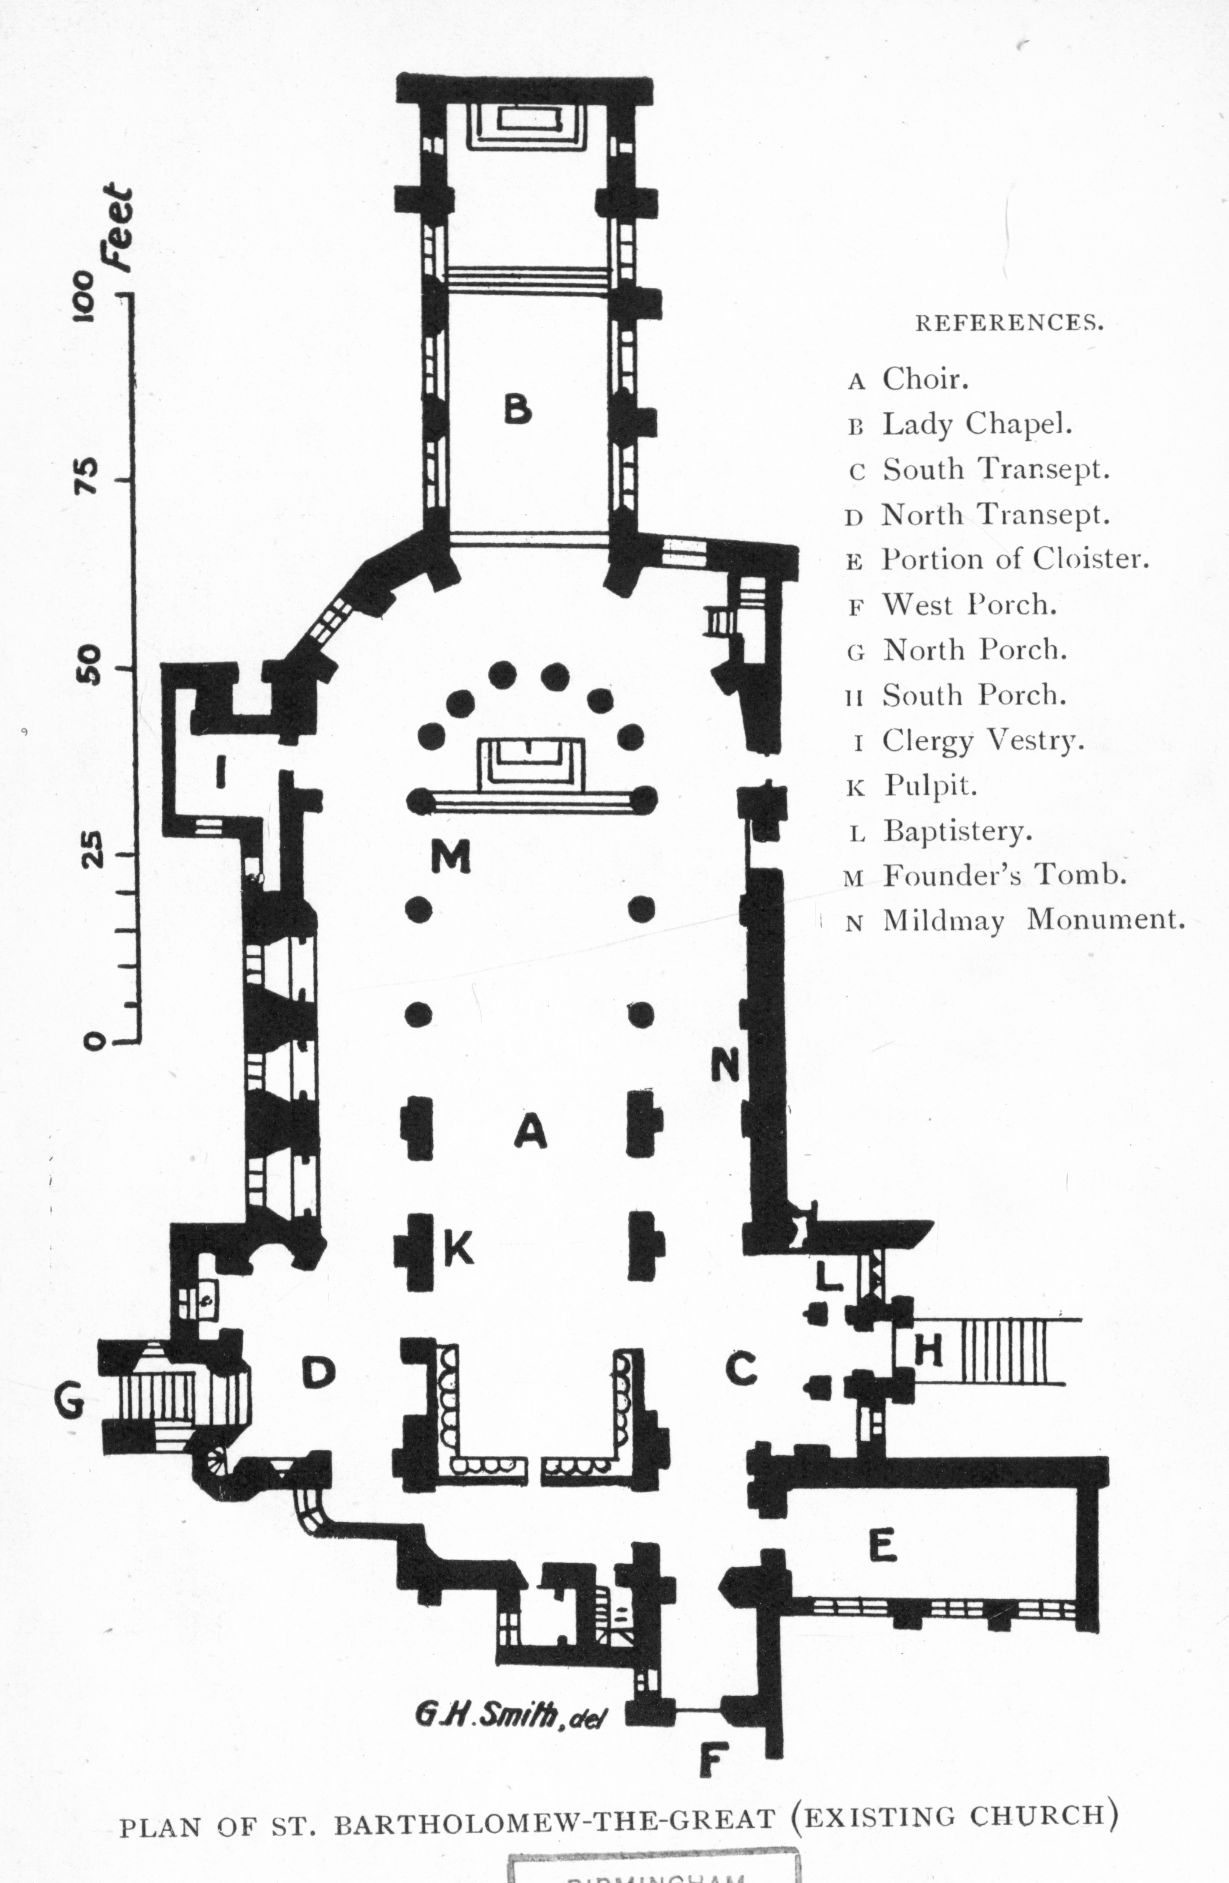 100 Feet
75
50
25
0
REFERENCES.
A Choir.
B Lady Chapel.
C South Transept.
D North Transept.
E Portion of Cloister.
F West Porch.
G North Porch.
H South Porch.
I Clergy Vestry.
K Pulpit.
L Baptistery.
M Founder's Tomb.
N Mildmay Monument.
B
I
M
N
A
K
L
D
C
H
G
E
G.H.Smith, del
F
PLAN OF ST. BARTHOLOMEW-THE-GREAT (EXISTING CHURCH)
BIRMINGHAM